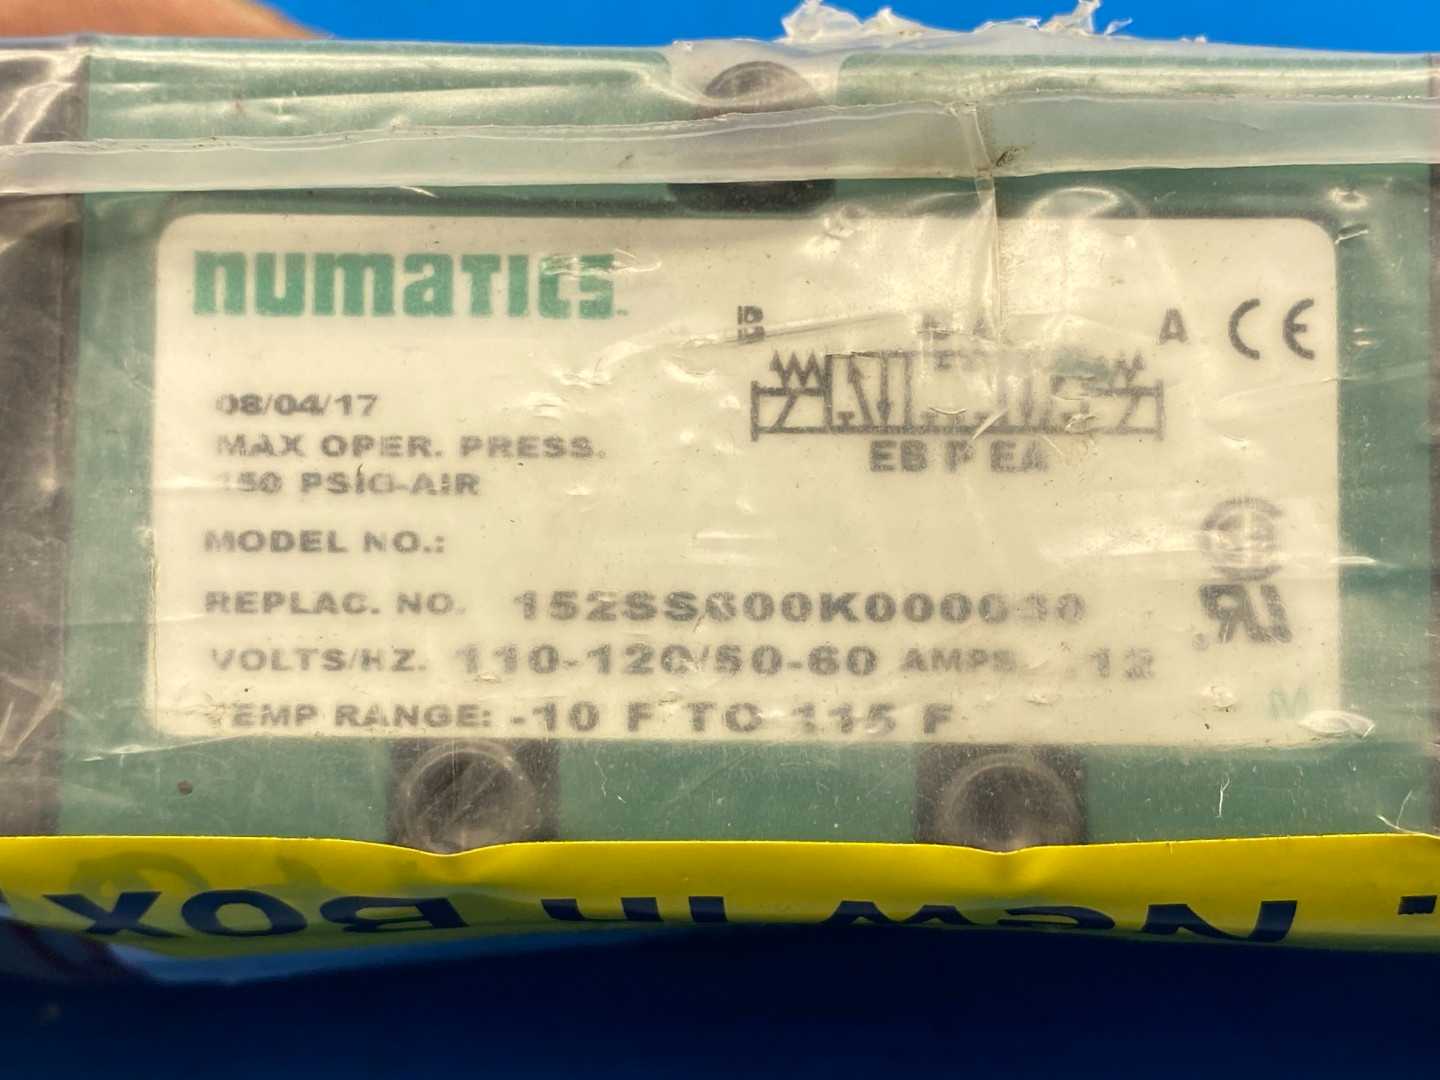 numatics
B A CE
08/04/17
MAX OPER. PRESS.
EB P EA
150 PSIG-AIR
MODEL NO.:
REPLAC. NO.
VOLTS/HZ. 110-120/50-60 AMPS. .12
TEMP RANGE: -10 F TO 115 F
M
New In Box